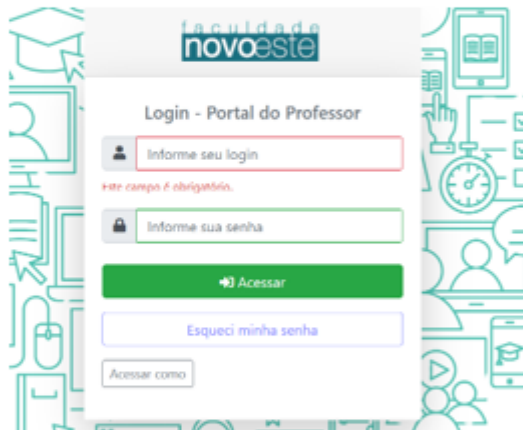 faculdade
novoeste
Login - Portal do Professor
Informe seu login
Este campo é obrigatório.
Informe sua senha
Acessar
Esqueci minha senha
Acessar como